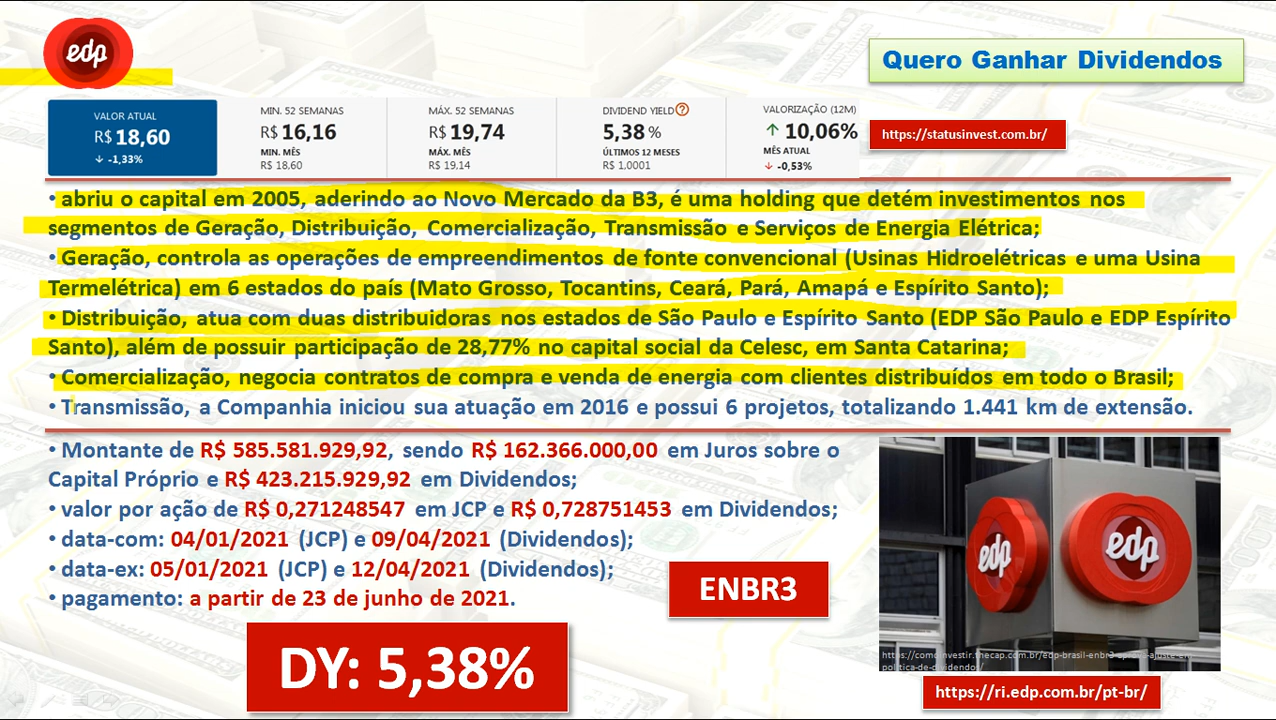 edp
Quero Ganhar Dividendos
VALOR ATUAL
R$ 18,60
-1,33%
MIN. 52 SEMANAS
R$ 16,16
MIN. MÊS
R$ 18,60
MÁX. 52 SEMANAS
R$ 19,74
MÁX. MÊS
R$ 19,14
DIVIDEND YIELD?
5,38 %
ÚLTIMOS 12 MESES
R$ 1,0001
VALORIZAÇÃO (12M)
10,06%
MÊS ATUAL
-0,53%
https://statusinvest.com.br/
• abriu o capital em 2005, aderindo ao Novo Mercado da B3, é uma holding que detém investimentos nos
segmentos de Geração, Distribuição, Comercialização, Transmissão e Serviços de Energia Elétrica;
• Geração, controla as operações de empreendimentos de fonte convencional (Usinas Hidroelétricas e uma Usina
Termelétrica) em 6 estados do país (Mato Grosso, Tocantins, Ceará, Pará, Amapá e Espírito Santo);
• Distribuição, atua com duas distribuidoras nos estados de São Paulo e Espírito Santo (EDP São Paulo e EDP Espírito
Santo), além de possuir participação de 28,77% no capital social da Celesc, em Santa Catarina;
• Comercialização, negocia contratos de compra e venda de energia com clientes distribuídos em todo o Brasil;
• Transmissão, a Companhia iniciou sua atuação em 2016 e possui 6 projetos, totalizando 1.441 km de extensão.
• Montante de R$ 585.581.929,92, sendo R$ 162.366.000,00 em Juros sobre o
Capital Próprio e R$ 423.215.929,92 em Dividendos;
• valor por ação de R$ 0,271248547 em JCP e R$ 0,728751453 em Dividendos;
• data-com: 04/01/2021 (JCP) e 09/04/2021 (Dividendos);
• data-ex: 05/01/2021 (JCP) e 12/04/2021 (Dividendos);
• pagamento: a partir de 23 de junho de 2021.
ENBR3
DY: 5,38%
edp
edp
https://comoinvestir.thecap.com.br/edp-brasil-enbr3-
politica-de-dividendos/
https://ri.edp.com.br/pt-br/